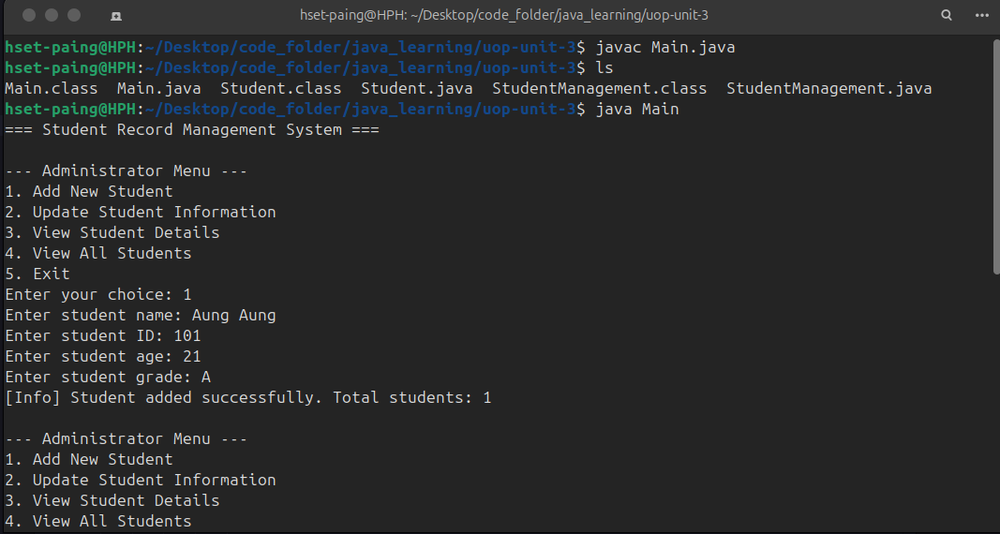 hset-paing@HPH: ~/Desktop/code_folder/java_learning/uop-unit-3
hset-paing@HPH:~/Desktop/code_folder/java_learning/uop-unit-3$ javac Main.java
hset-paing@HPH:~/Desktop/code_folder/java_learning/uop-unit-3$ ls
Main.class  Main.java  Student.class  Student.java  StudentManagement.class  StudentManagement.java
hset-paing@HPH:~/Desktop/code_folder/java_learning/uop-unit-3$ java Main
=== Student Record Management System ===

--- Administrator Menu ---
1. Add New Student
2. Update Student Information
3. View Student Details
4. View All Students
5. Exit
Enter your choice: 1
Enter student name: Aung Aung
Enter student ID: 101
Enter student age: 21
Enter student grade: A
[Info] Student added successfully. Total students: 1

--- Administrator Menu ---
1. Add New Student
2. Update Student Information
3. View Student Details
4. View All Students